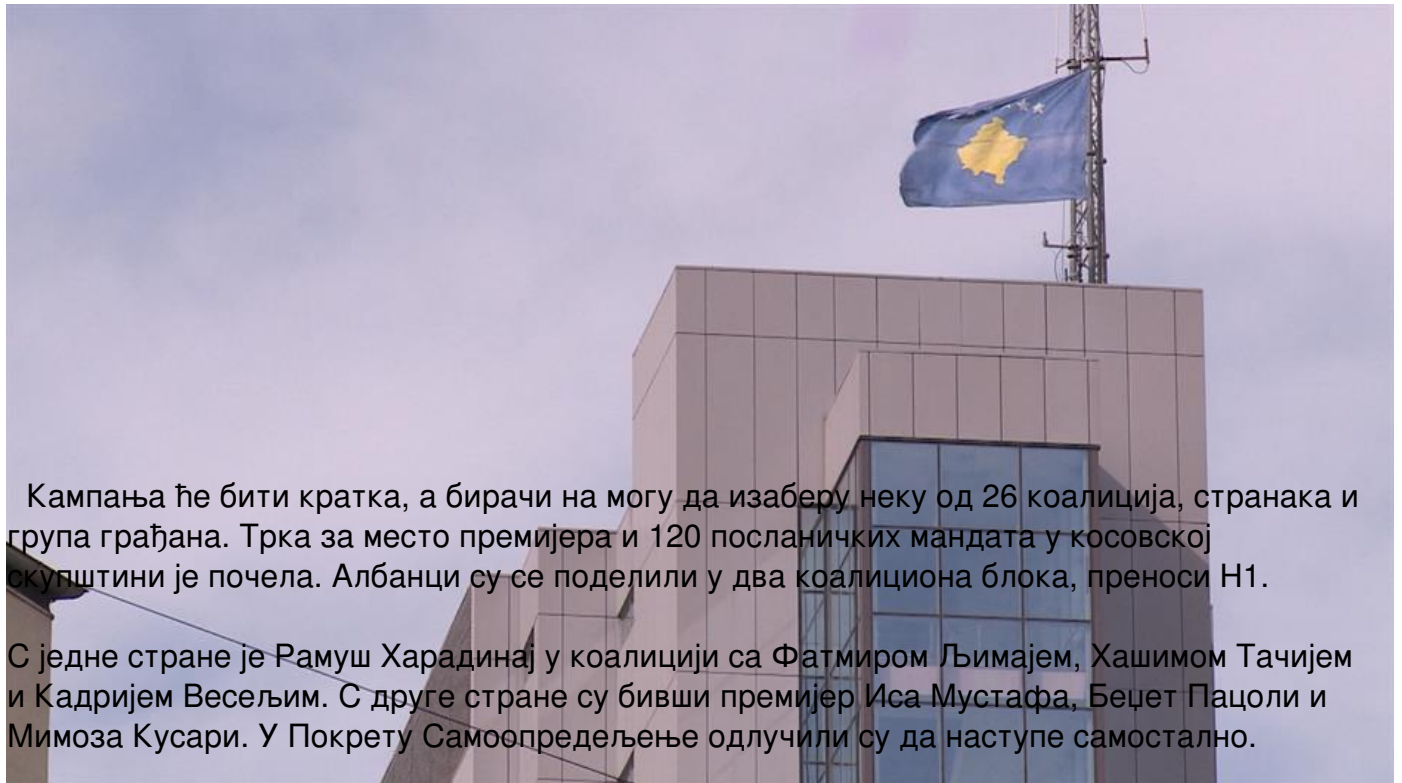 Кампања ће бити кратка, а бирачи на могу да изаберу неку од 26 коалиција, странака и
група грађана. Трка за место премијера и 120 посланичких мандата у косовској
скупштини је почела. Албанци су се поделили у два коалициона блока, преноси Н1.
С једне стране је Рамуш Харадинај у коалицији са Фатмиром Љимајем, Хашимом Тачијем
и Кадријем Весељим. С друге стране су бивши премијер Иса Мустафа, Беџет Пацоли и
Мимоза Кусари. У Покрету Самоопредељење одлучили су да наступе самостално.